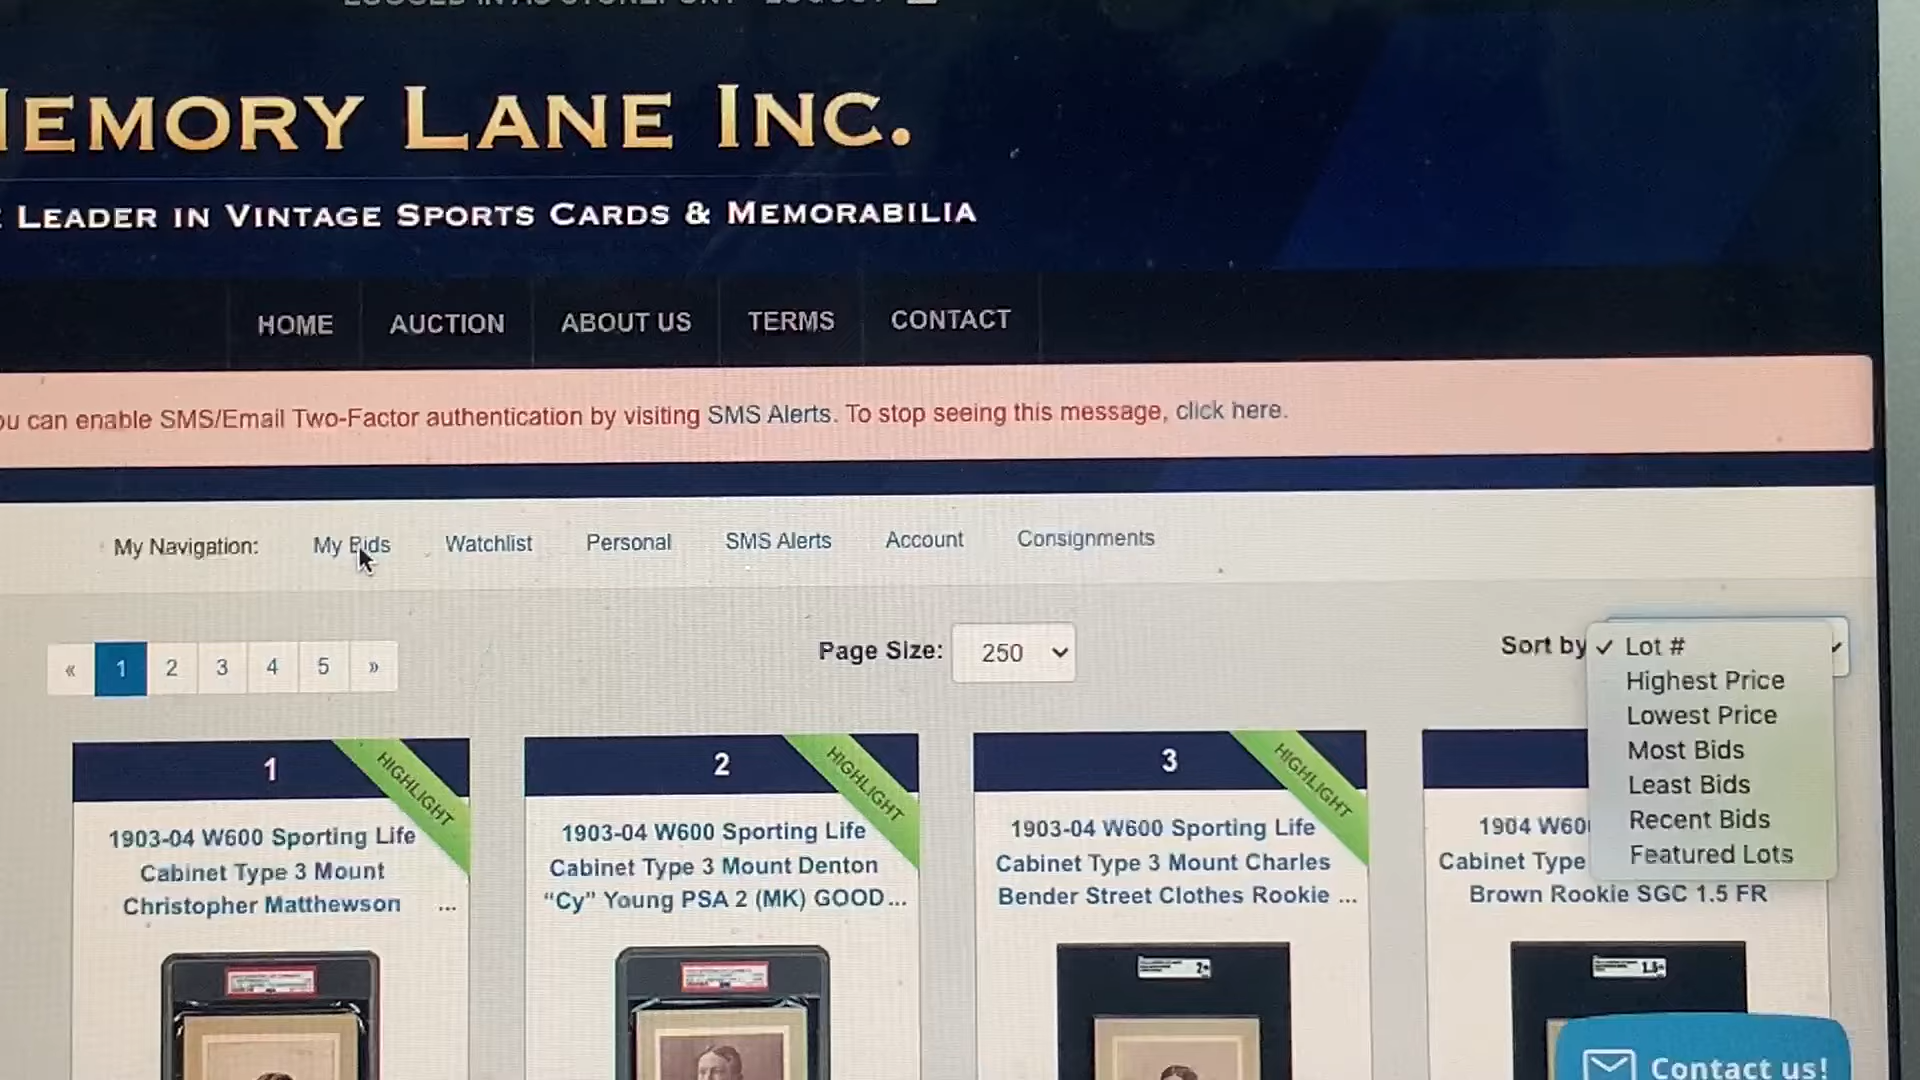 EMORY LANE INC.
LEADER IN VINTAGE SPORTS CARDS & MEMORABILIA
HOME AUCTION ABOUT US TERMS CONTACT
ou can enable SMS/Email Two-Factor authentication by visiting SMS Alerts. To stop seeing this message, click here.
My Navigation: My Bids Watchlist Personal SMS Alerts Account Consignments
« 1 2 3 4 5 » Page Size: 250 Sort by ✓ Lot #
Highest Price
Lowest Price
Most Bids
Least Bids
Recent Bids
Featured Lots
1 HIGHLIGHT
1903-04 W600 Sporting Life
Cabinet Type 3 Mount
Christopher Matthewson ...
2 HIGHLIGHT
1903-04 W600 Sporting Life
Cabinet Type 3 Mount Denton
“Cy” Young PSA 2 (MK) GOOD...
3 HIGHLIGHT
1903-04 W600 Sporting Life
Cabinet Type 3 Mount Charles
Bender Street Clothes Rookie ...
1904 W60
Cabinet Type
Brown Rookie SGC 1.5 FR
Contact us!